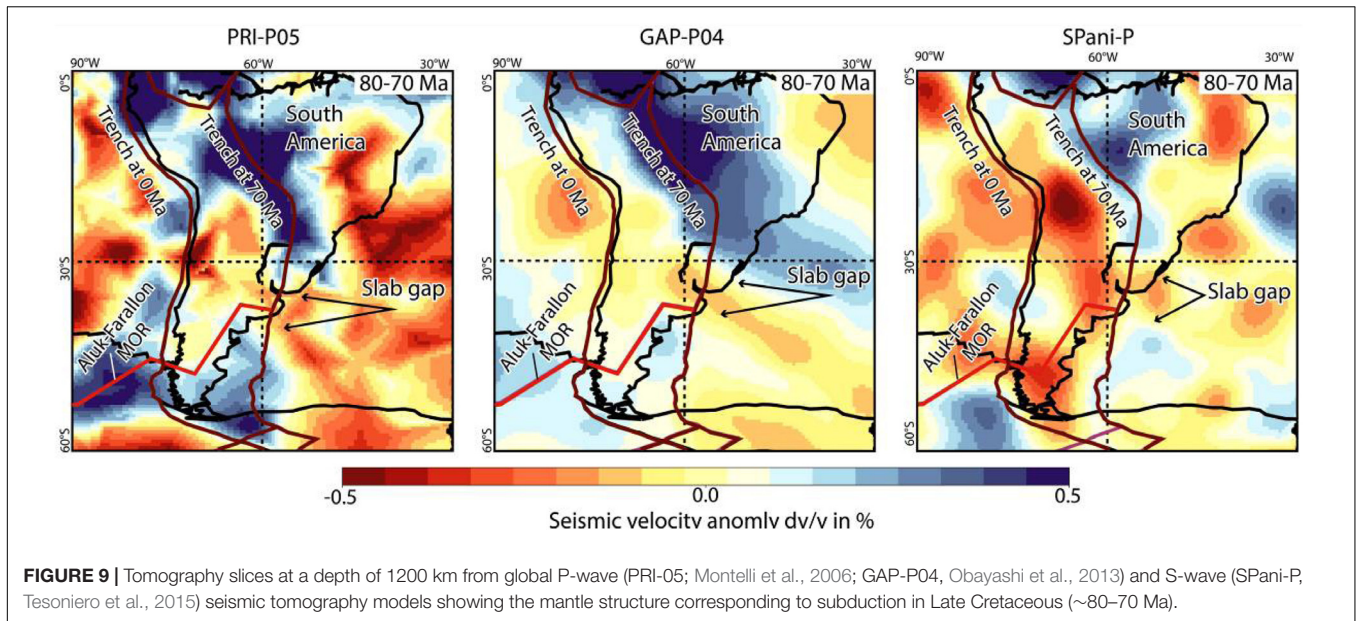 PRI-P05
90°W 60°W 30°W
0°S
30°S
60°S
80-70 Ma
South
America
Trench at 0 Ma
Trench at 70 Ma
Slab gap
Aluk-Farallon
MOR
GAP-P04
90°W 60°W 30°W
0°S
30°S
60°S
80-70 Ma
South
America
Trench at 0 Ma
Trench at 70 Ma
Slab gap
Aluk-Farallon
MOR
SPani-P
90°W 60°W 30°W
0°S
30°S
60°S
80-70 Ma
South
America
Trench at 0 Ma
Trench at 70 Ma
Slab gap
Aluk-Farallon
MOR
-0.5 0.0 0.5
Seismic velocitv anomlv dv/v in %
FIGURE 9 | Tomography slices at a depth of 1200 km from global P-wave (PRI-05; Montelli et al., 2006; GAP-P04, Obayashi et al., 2013) and S-wave (SPani-P,
Tesoniero et al., 2015) seismic tomography models showing the mantle structure corresponding to subduction in Late Cretaceous (∼80–70 Ma).